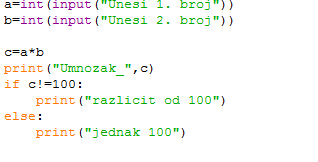 a=int(input("Unesi 1. broj"))
b=int(input("Unesi 2. broj"))
c=a*b
print("Umnozak_",c)
if c!=100:
    print("razlicit od 100")
else:
    print("jednak 100")